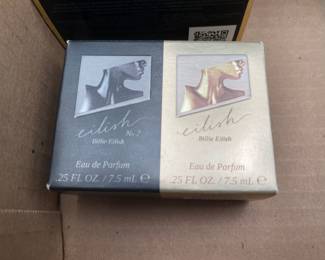 eilish
No. 2
Billie Eilish
Eau de Parfum
.25 FL OZ. / 7.5 mL ℮
eilish
Billie Eilish
Eau de Parfum
.25 FL OZ. / 7.5 mL ℮